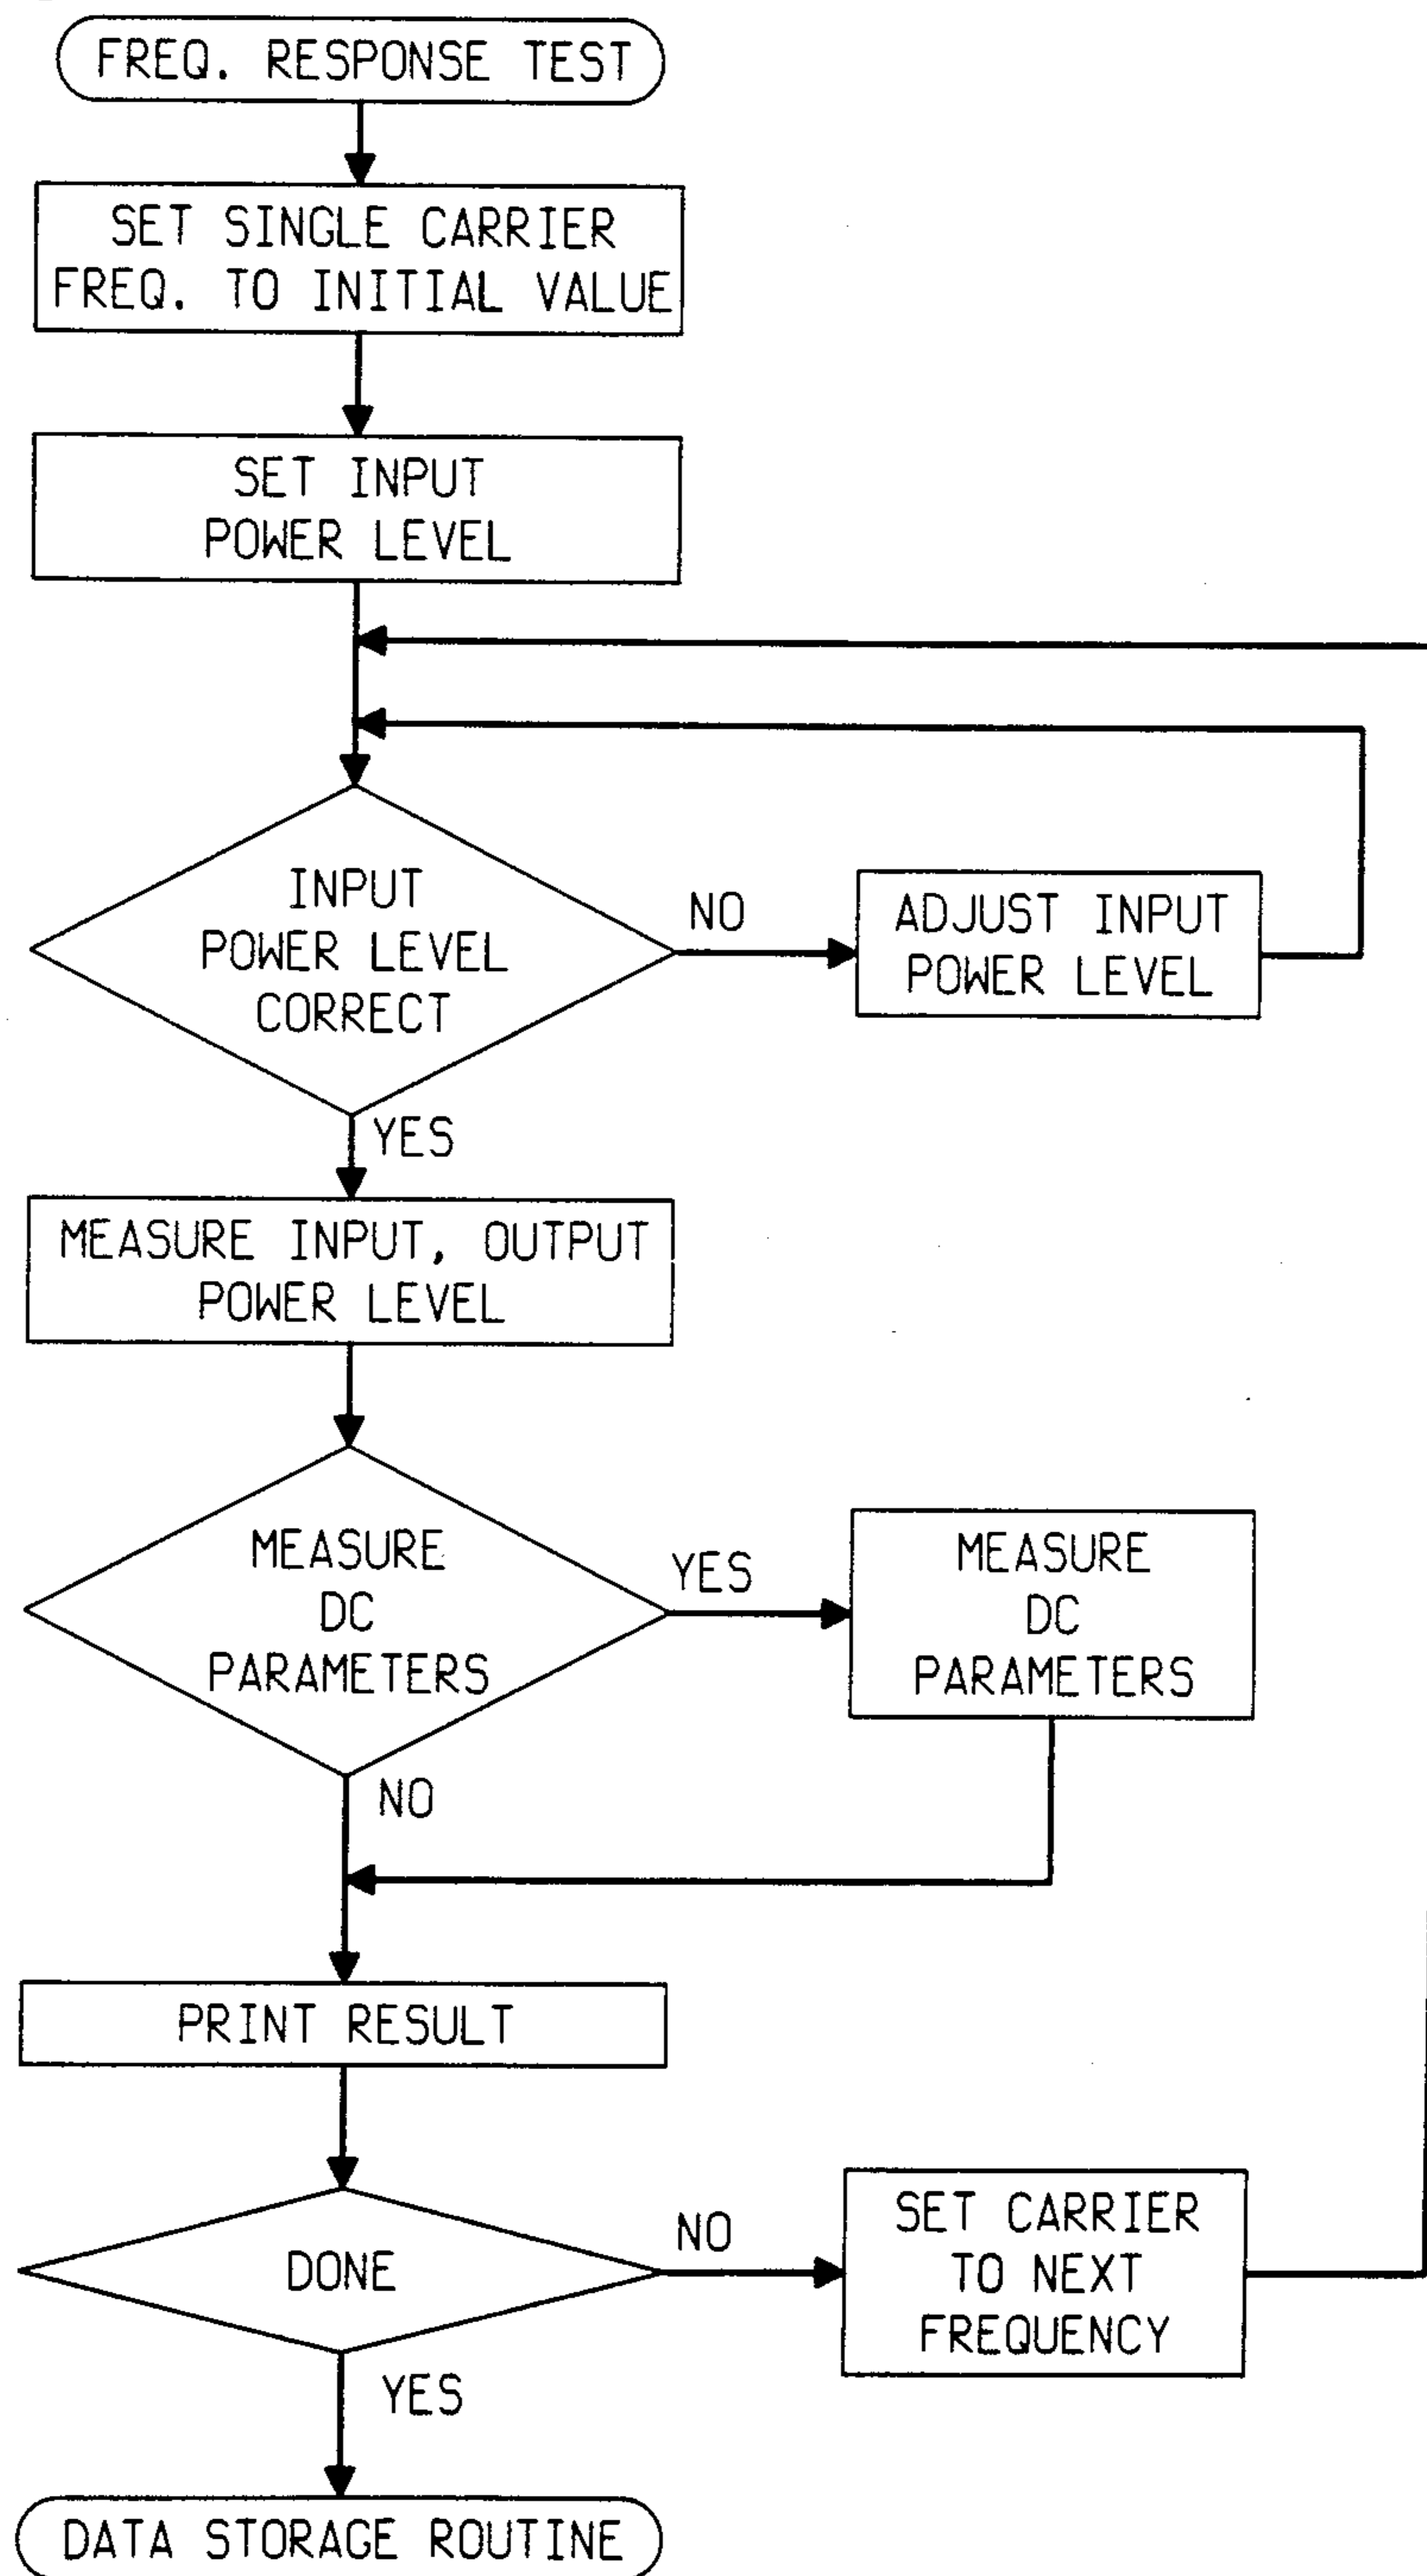 FREQ. RESPONSE TEST
SET SINGLE CARRIER
FREQ. TO INITIAL VALUE
SET INPUT
POWER LEVEL
INPUT
POWER LEVEL
CORRECT
NO
ADJUST INPUT
POWER LEVEL
YES
MEASURE INPUT, OUTPUT
POWER LEVEL
MEASURE
DC
PARAMETERS
YES
MEASURE
DC
PARAMETERS
NO
PRINT RESULT
DONE
NO
SET CARRIER
TO NEXT
FREQUENCY
YES
DATA STORAGE ROUTINE